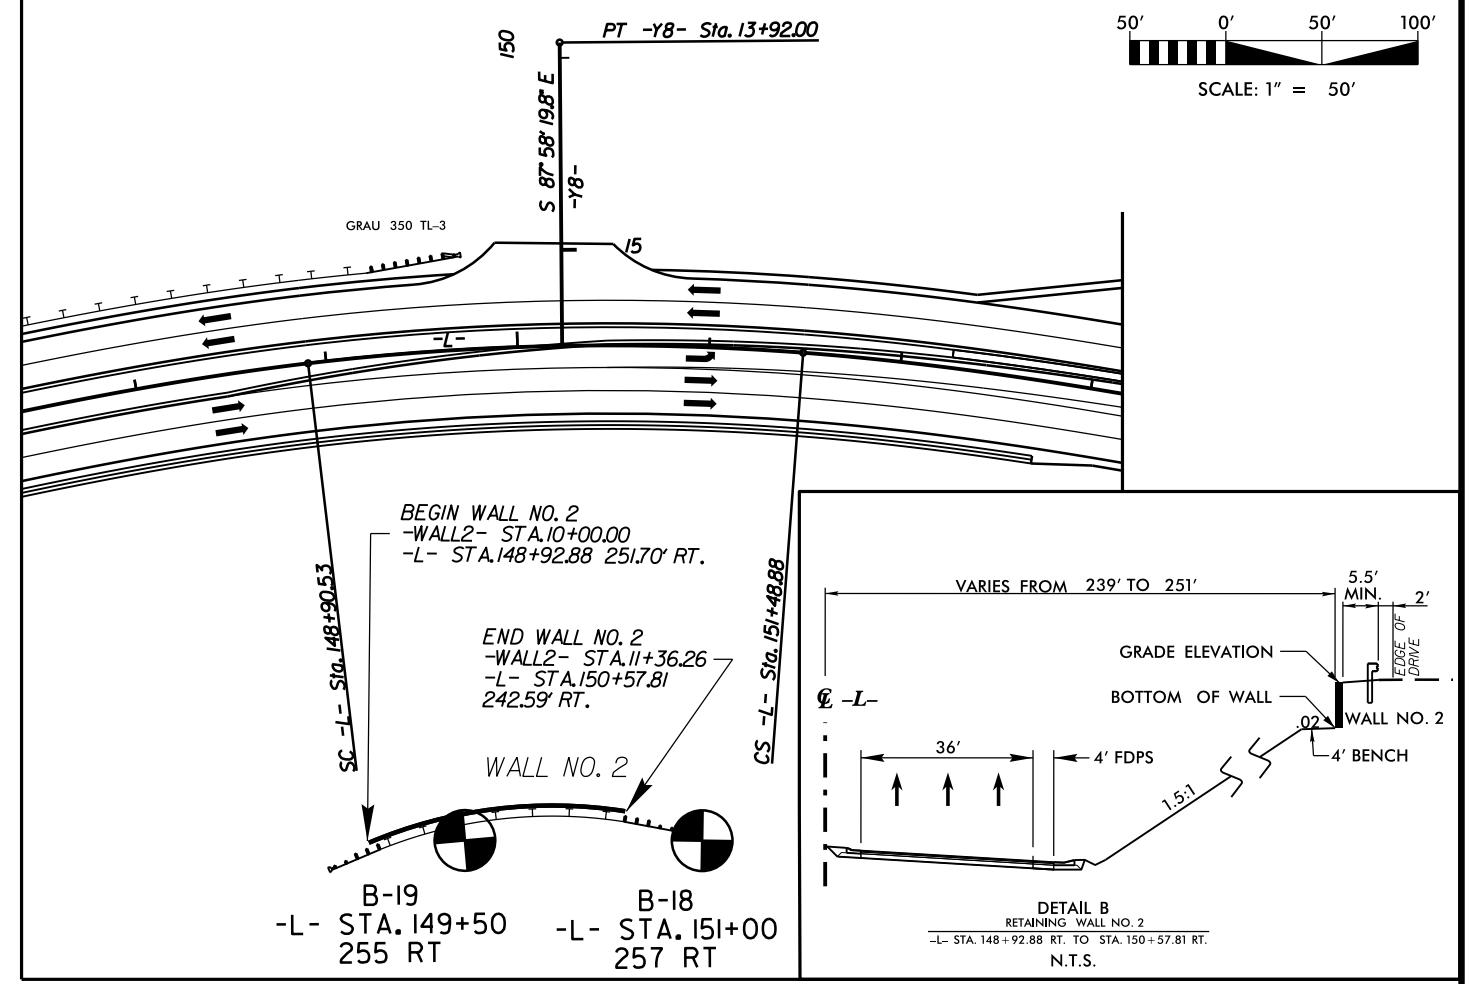 150
PT -Y8- Sta. 13+92.00
50' 0' 50' 100'
SCALE: 1" = 50'
S 87° 58' 19.8" E
-Y8-
GRAU 350 TL-3
15
-L-
BEGIN WALL NO. 2
-WALL2- STA. 10+00.00
-L- STA. 148+92.88 251.70' RT.
SC -L- Sta. 148+90.53
END WALL NO. 2
-WALL2- STA. 11+36.26
-L- STA. 150+57.81
242.59' RT.
CS -L- Sta. 151+48.88
WALL NO. 2
B-19
-L- STA. 149+50
255 RT
B-18
-L- STA. 151+00
257 RT
VARIES FROM 239' TO 251'
5.5'
MIN.
2'
EDGE OF
DRIVE
GRADE ELEVATION
BOTTOM OF WALL
℄ -L-
.02
WALL NO. 2
4' BENCH
36'
4' FDPS
1.5:1
DETAIL B
RETAINING WALL NO. 2
-L- STA. 148+92.88 RT. TO STA. 150+57.81 RT.
N.T.S.